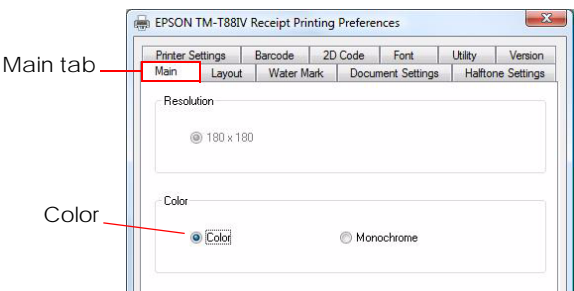 EPSON TM-T88IV Receipt Printing Preferences
Printer Settings Barcode 2D Code Font Utility Version
Main tab
Main Layout Water Mark Document Settings Halftone Settings
Resolution
180 x 180
Color
Color
Color Monochrome